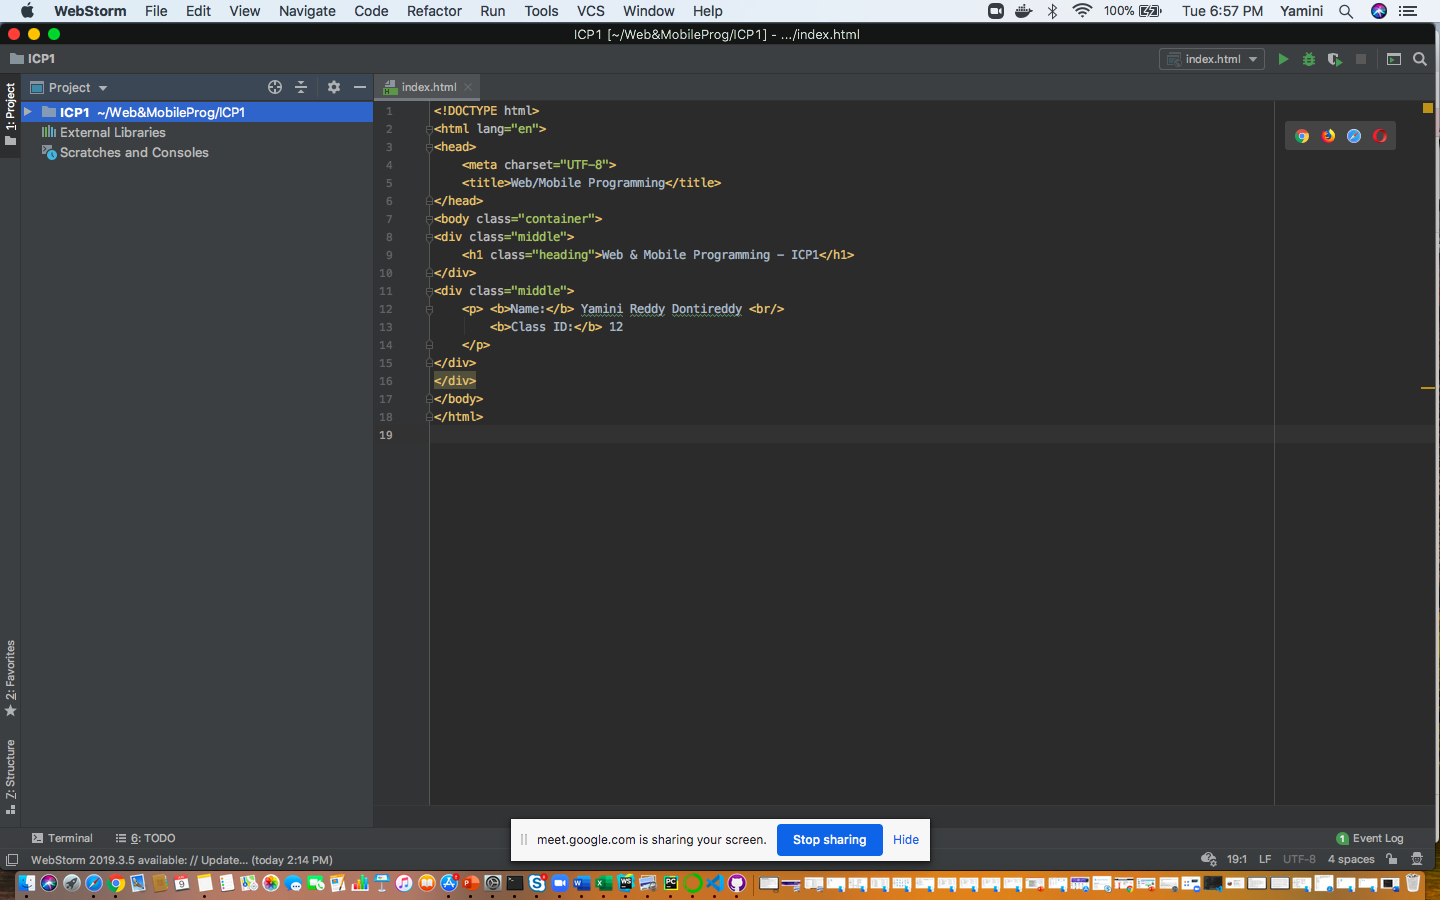 WebStorm File Edit View Navigate Code Refactor Run Tools VCS Window Help 100% Tue 6:57 PM Yamini
ICP1 [~/Web&MobileProg/ICP1] - .../index.html
ICP1 index.html
1: Project
Project
index.html
ICP1 ~/Web&MobileProg/ICP1
External Libraries
Scratches and Consoles
1 <!DOCTYPE html>
2 <html lang="en">
3 <head>
4 <meta charset="UTF-8">
5 <title>Web/Mobile Programming</title>
6 </head>
7 <body class="container">
8 <div class="middle">
9 <h1 class="heading">Web & Mobile Programming - ICP1</h1>
10 </div>
11 <div class="middle">
12 <p> <b>Name:</b> Yamini Reddy Dontireddy <br/>
13 <b>Class ID:</b> 12
14 </p>
15 </div>
16 </div>
17 </body>
18 </html>
19
2: Favorites
7: Structure
Terminal 6: TODO
meet.google.com is sharing your screen. Stop sharing Hide
1 Event Log
WebStorm 2019.3.5 available: // Update... (today 2:14 PM)
19:1 LF UTF-8 4 spaces